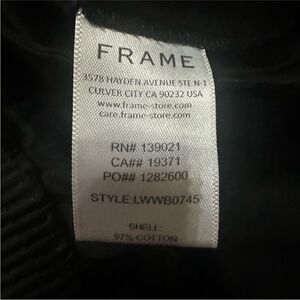 FRAME
3578 HAYDEN AVENUE STE N-1
CULVER CITY CA 90232 USA
www.frame-store.com
care.frame-store.com
RN# 139021
CA## 19371
PO## 1282600
STYLE:LWWB0745
SHELL:
97% COTTON